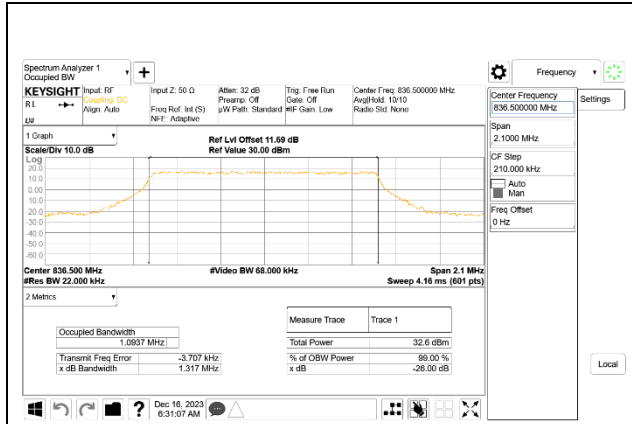 Spectrum Analyzer 1
Occupied BW
+
Frequency
KEYSIGHT
Input: RF
Input Z: 50 Ω
Atten: 32 dB
Trig: Free Run
Center Freq: 836.500000 MHz
RL
Coupling: DC
Preamp: Off
Gate: Off
Avg|Hold: 10/10
Align: Auto
Freq Ref: Int (S)
µW Path: Standard
#IF Gain: Low
Radio Std: None
NFE: Adaptive
Center Frequency
836.500000 MHz
Settings
Span
2.1000 MHz
CF Step
210.000 kHz
Auto
Man
Freq Offset
0 Hz
1 Graph
Ref Lvl Offset 11.69 dB
Scale/Div 10.0 dB
Ref Value 30.00 dBm
Log
20.0
10.0
0.00
-10.0
-20.0
-30.0
-40.0
-50.0
-60.0
Center 836.500 MHz
#Video BW 68.000 kHz
Span 2.1 MHz
#Res BW 22.000 kHz
Sweep 4.16 ms (601 pts)
2 Metrics
Measure Trace
Trace 1
Occupied Bandwidth
1.0937 MHz
Total Power
32.6 dBm
Transmit Freq Error
-3.707 kHz
% of OBW Power
99.00 %
x dB Bandwidth
1.317 MHz
x dB
-26.00 dB
Local
?
Dec 16, 2023
6:31:07 AM